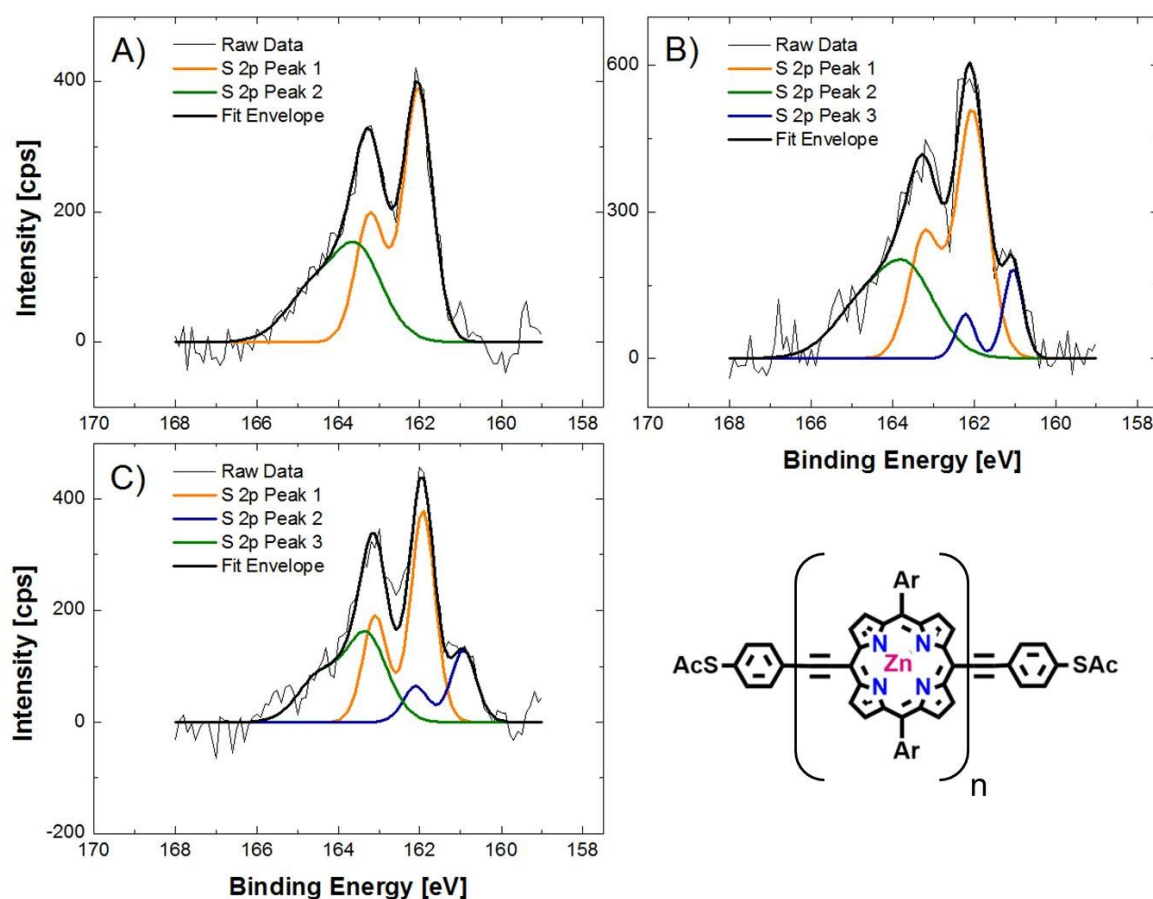 A)
Raw Data
S 2p Peak 1
S 2p Peak 2
Fit Envelope
400
200
0
Intensity [cps]
170 168 166 164 162 160 158
B)
Raw Data
S 2p Peak 1
S 2p Peak 2
S 2p Peak 3
Fit Envelope
600
300
0
170 168 165 163 162 160 158
Binding Energy [eV]
C)
Raw Data
S 2p Peak 1
S 2p Peak 2
S 2p Peak 3
Fit Envelope
400
200
0
-200
Intensity [cps]
170 168 166 164 162 160 158
Binding Energy [eV]
Ar
N N
AcS Zn SAc
N N
Ar
n